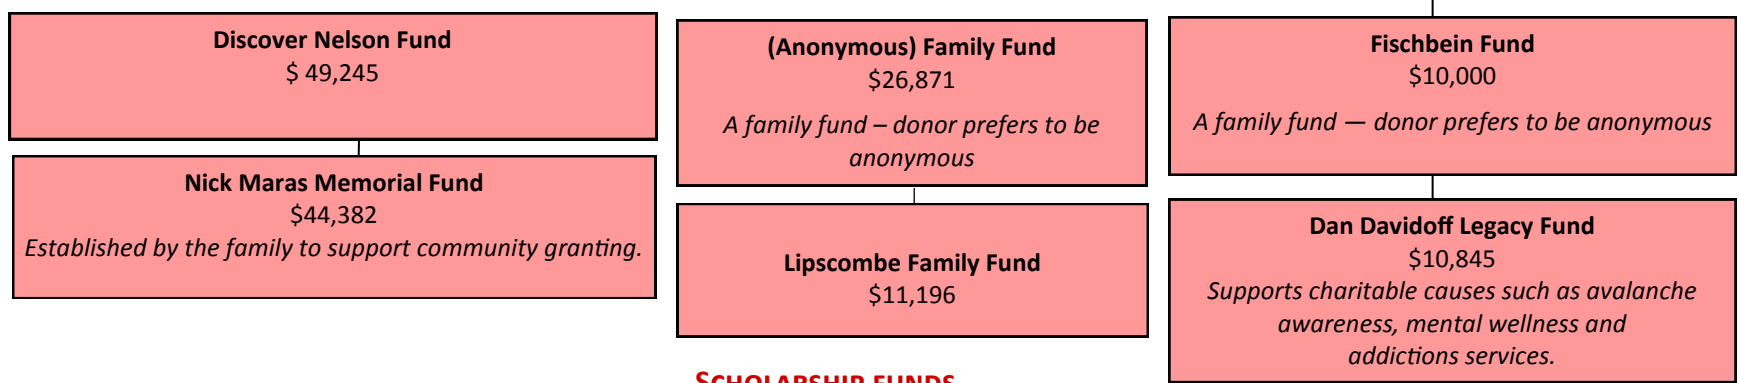 Discover Nelson Fund
$ 49,245
Nick Maras Memorial Fund
$44,382
Established by the family to support community granting.
(Anonymous) Family Fund
$26,871
A family fund – donor prefers to be
anonymous
Lipscombe Family Fund
$11,196
Fischbein Fund
$10,000
A family fund — donor prefers to be anonymous
Dan Davidoff Legacy Fund
$10,845
Supports charitable causes such as avalanche
awareness, mental wellness and
addictions services.
SCHOLARSHIP FUNDS